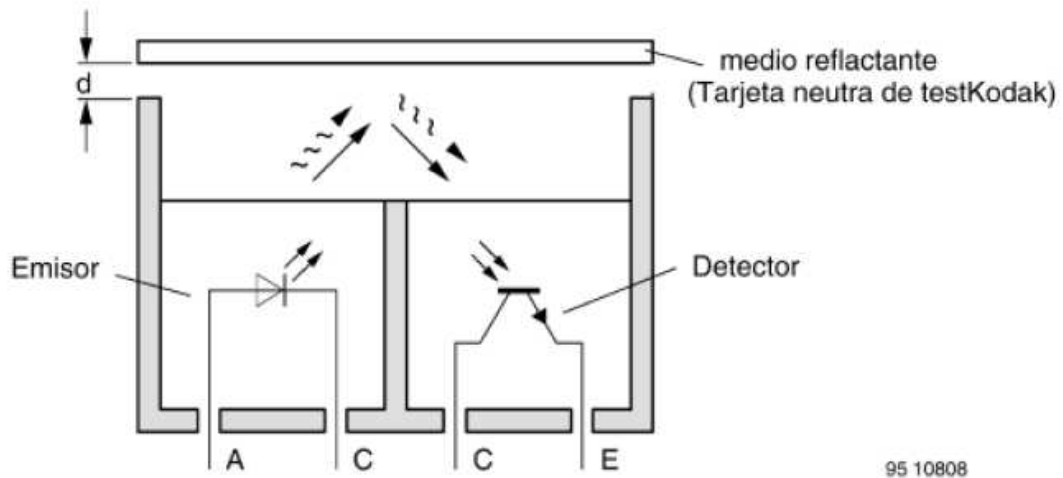 d
medio reflactante
(Tarjeta neutra de testKodak)
Emisor
Detector
A
C
C
E
95 10808